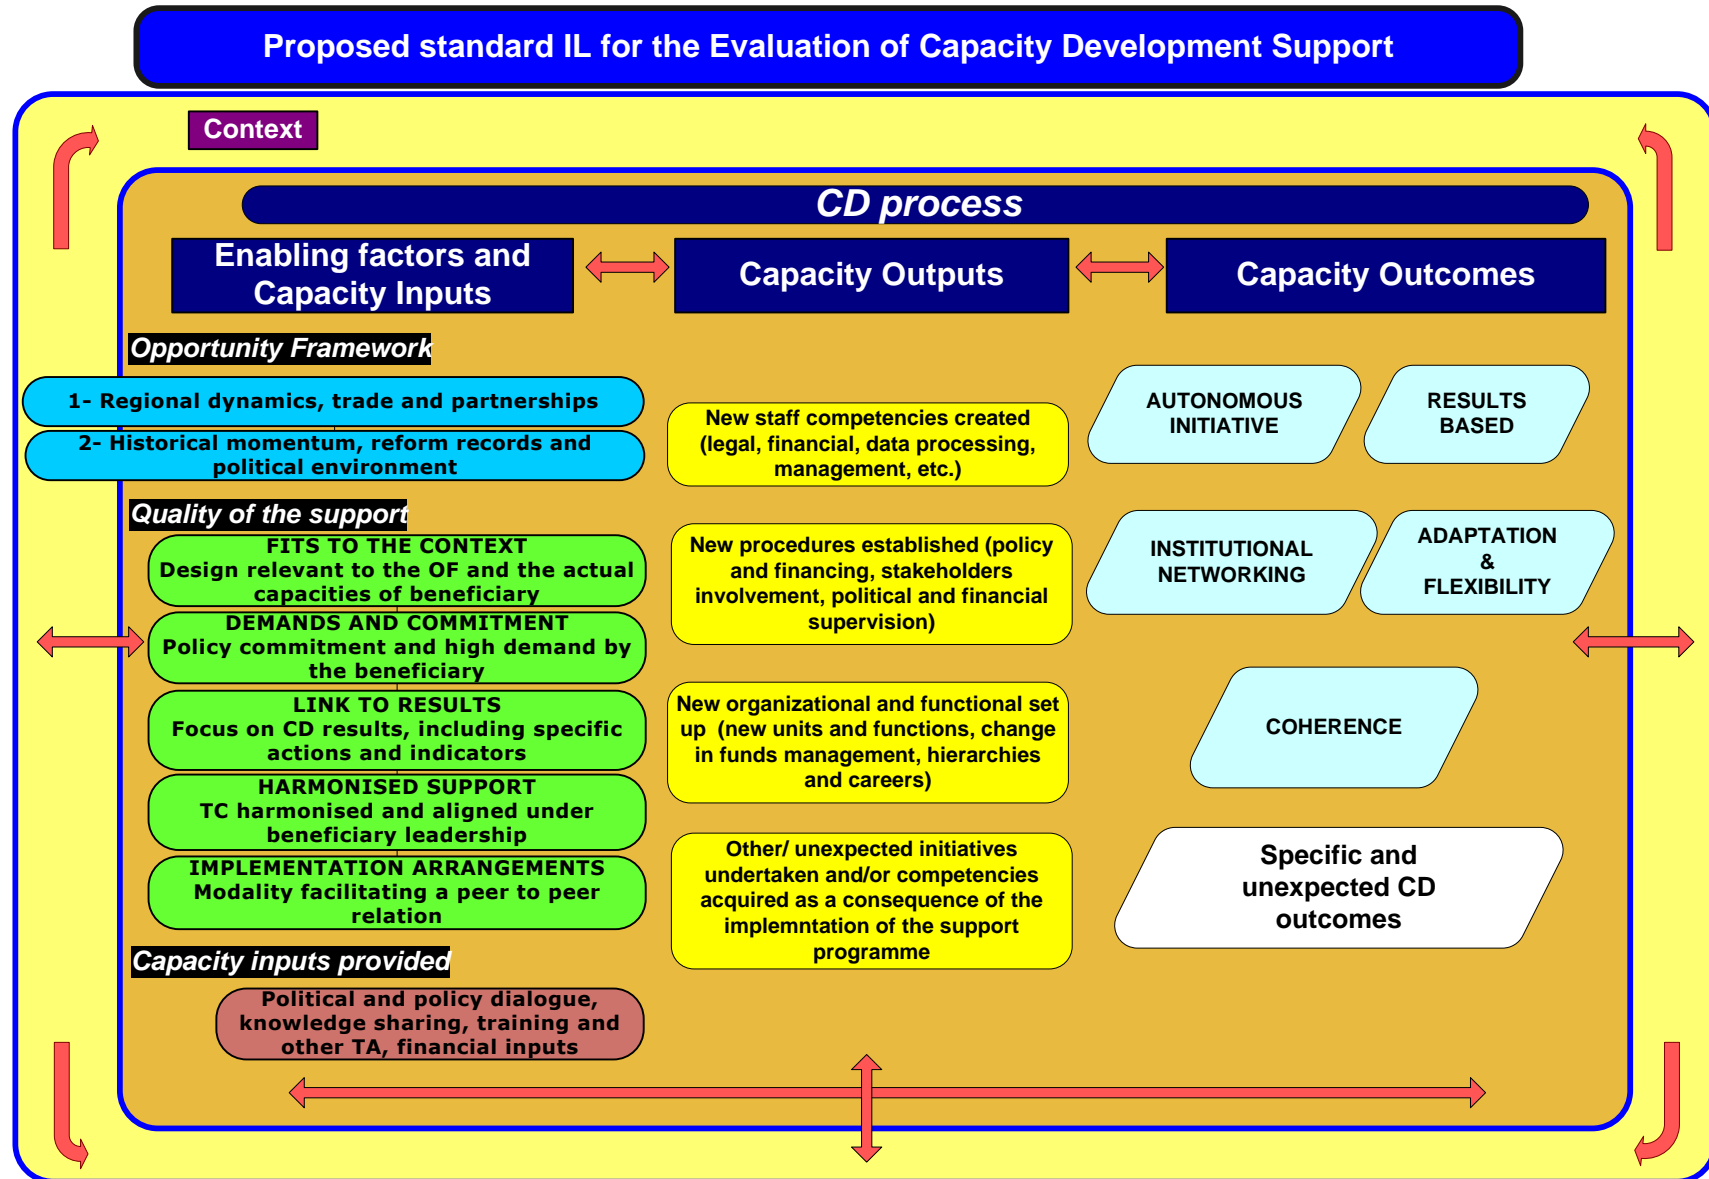 Proposed standard IL for the Evaluation of Capacity Development Support
Context
CD process
Enabling factors and
Capacity Inputs
Capacity Outputs
Capacity Outcomes
Opportunity Framework
1- Regional dynamics, trade and partnerships
2- Historical momentum, reform records and
political environment
Quality of the support
FITS TO THE CONTEXT
Design relevant to the OF and the actual
capacities of beneficiary
DEMANDS AND COMMITMENT
Policy commitment and high demand by
the beneficiary
LINK TO RESULTS
Focus on CD results, including specific
actions and indicators
HARMONISED SUPPORT
TC harmonised and aligned under
beneficiary leadership
IMPLEMENTATION ARRANGEMENTS
Modality facilitating a peer to peer
relation
Capacity inputs provided
Political and policy dialogue,
knowledge sharing, training and
other TA, financial inputs
New staff competencies created
(legal, financial, data processing,
management, etc.)
New procedures established (policy
and financing, stakeholders
involvement, political and financial
supervision)
New organizational and functional set
up (new units and functions, change
in funds management, hierarchies
and careers)
Other/ unexpected initiatives
undertaken and/or competencies
acquired as a consequence of the
implemntation of the support
programme
AUTONOMOUS
INITIATIVE
RESULTS
BASED
INSTITUTIONAL
NETWORKING
ADAPTATION
&
FLEXIBILITY
COHERENCE
Specific and
unexpected CD
outcomes